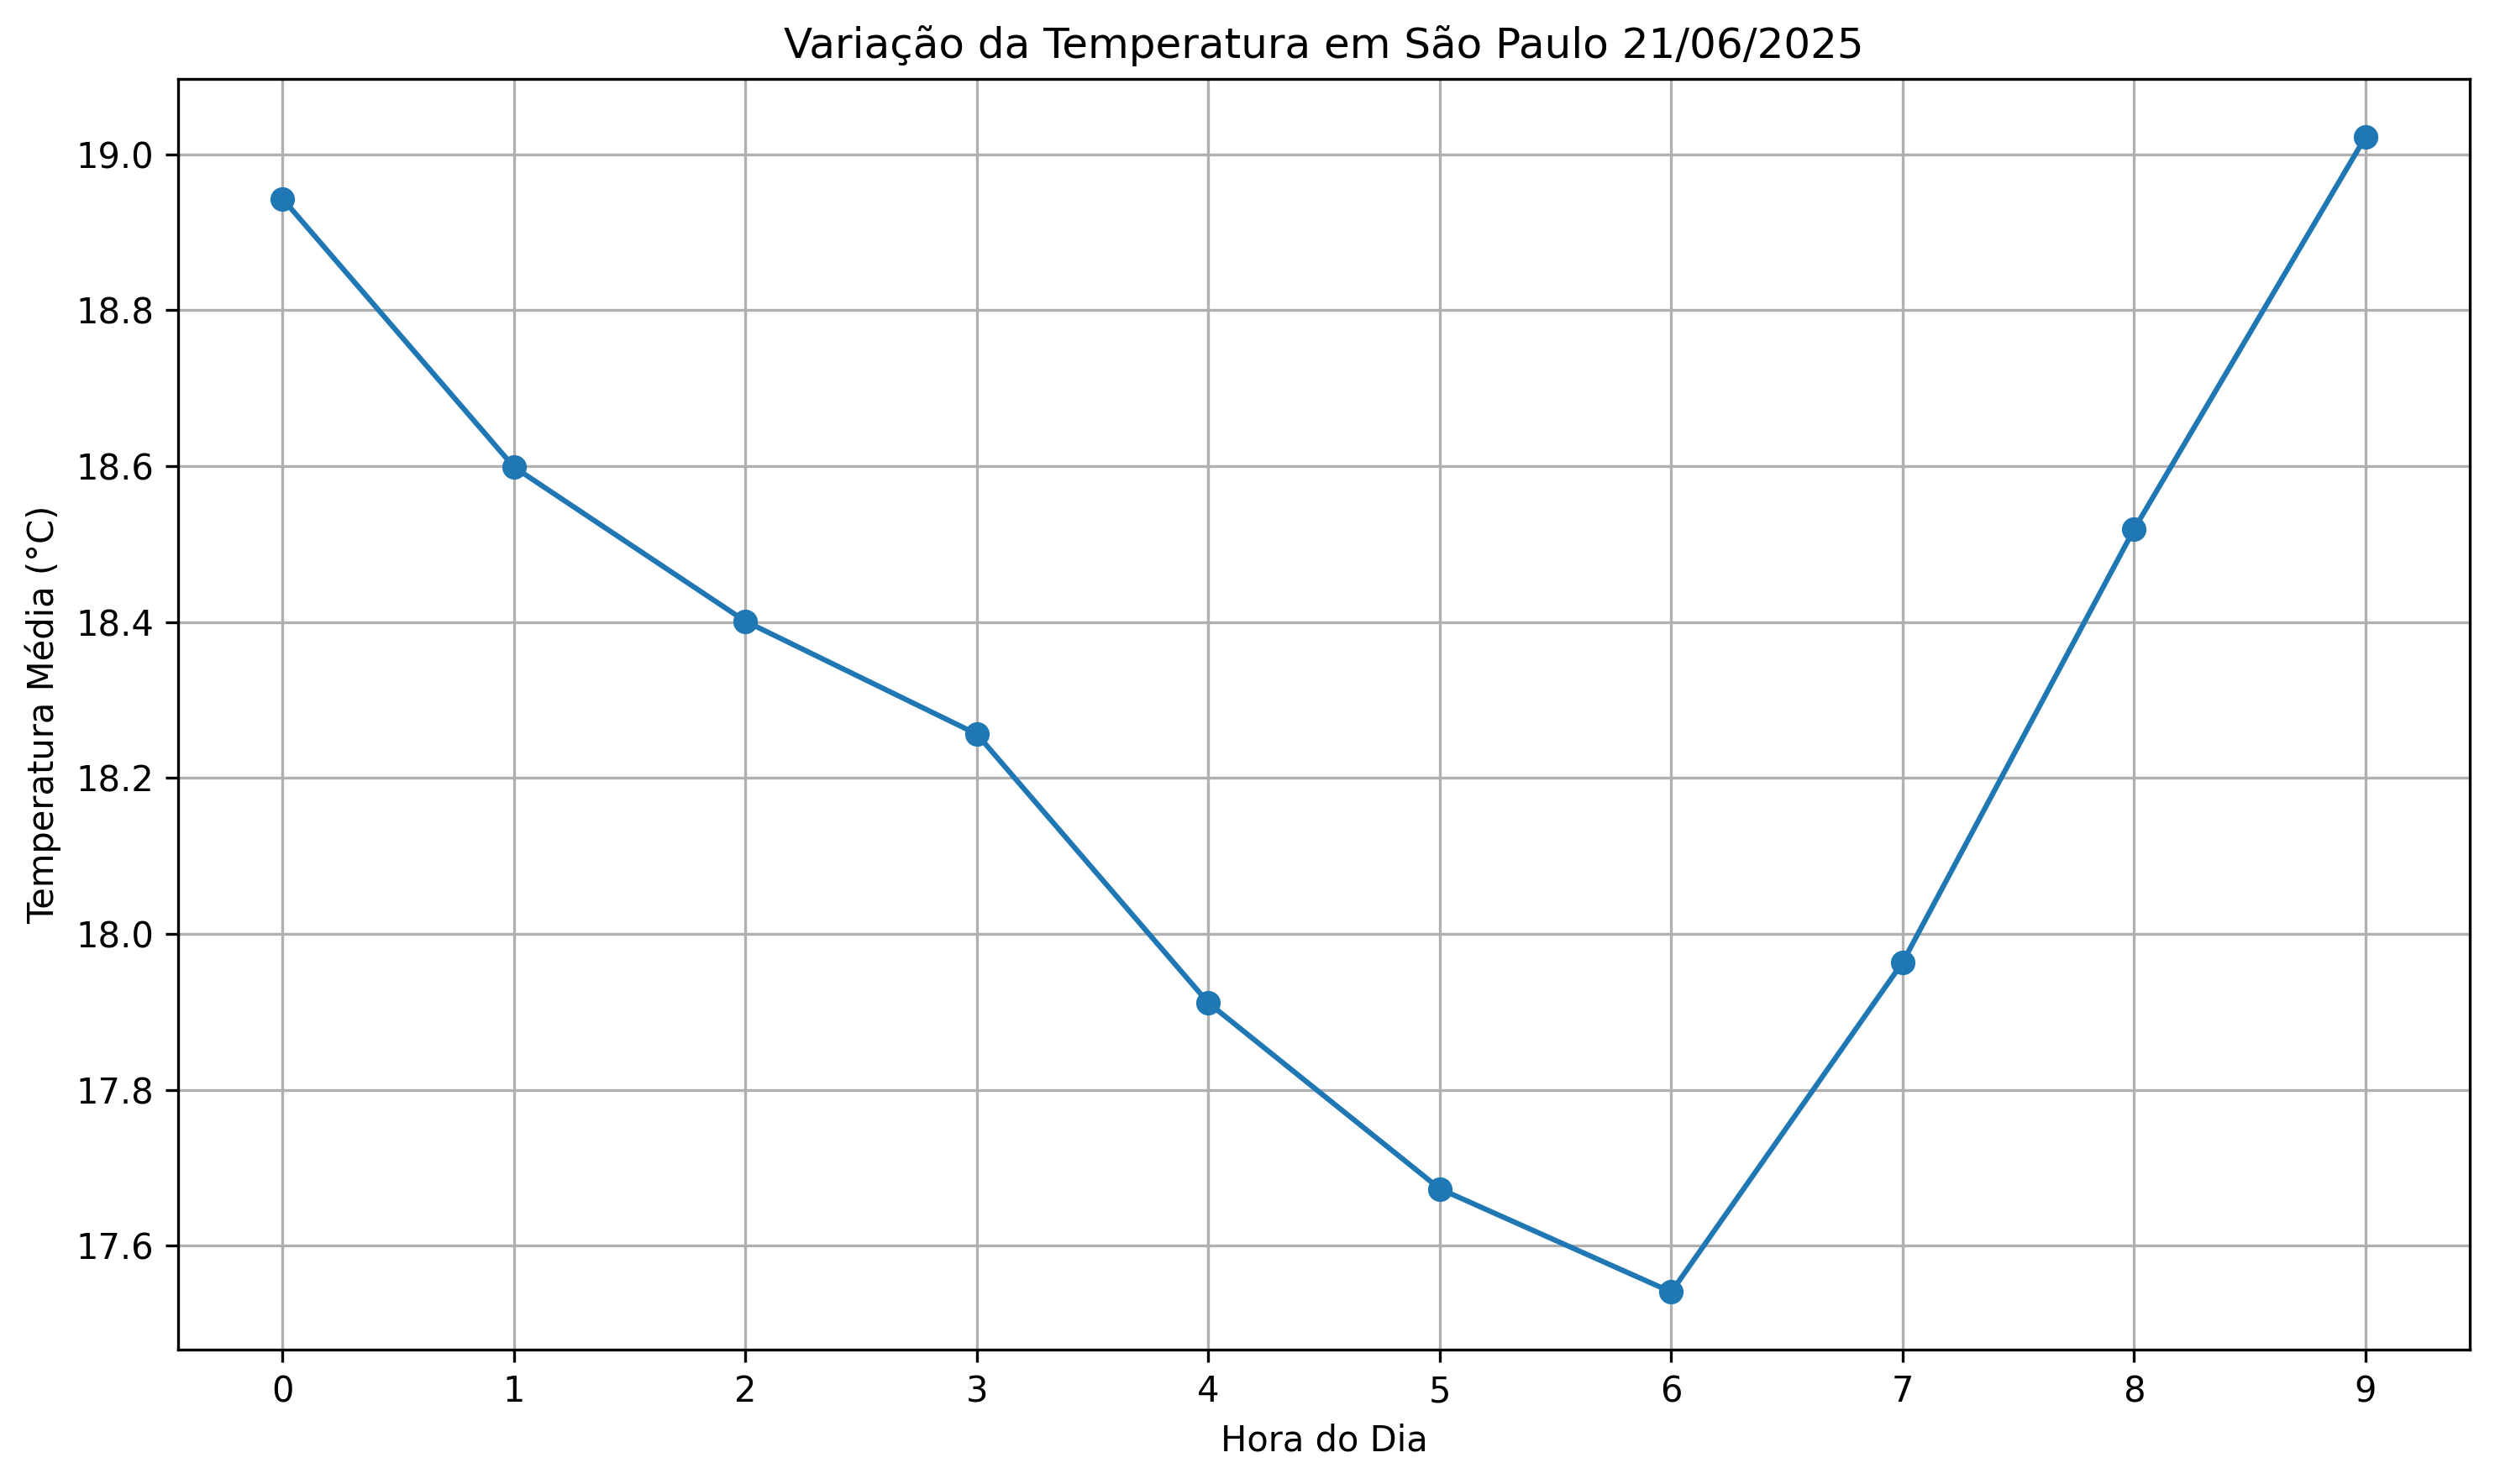 Variação da Temperatura em São Paulo 21/06/2025
Temperatura Média (°C)
19.0
18.8
18.6
18.4
18.2
18.0
17.8
17.6
0 1 2 3 4 5 6 7 8 9
Hora do Dia